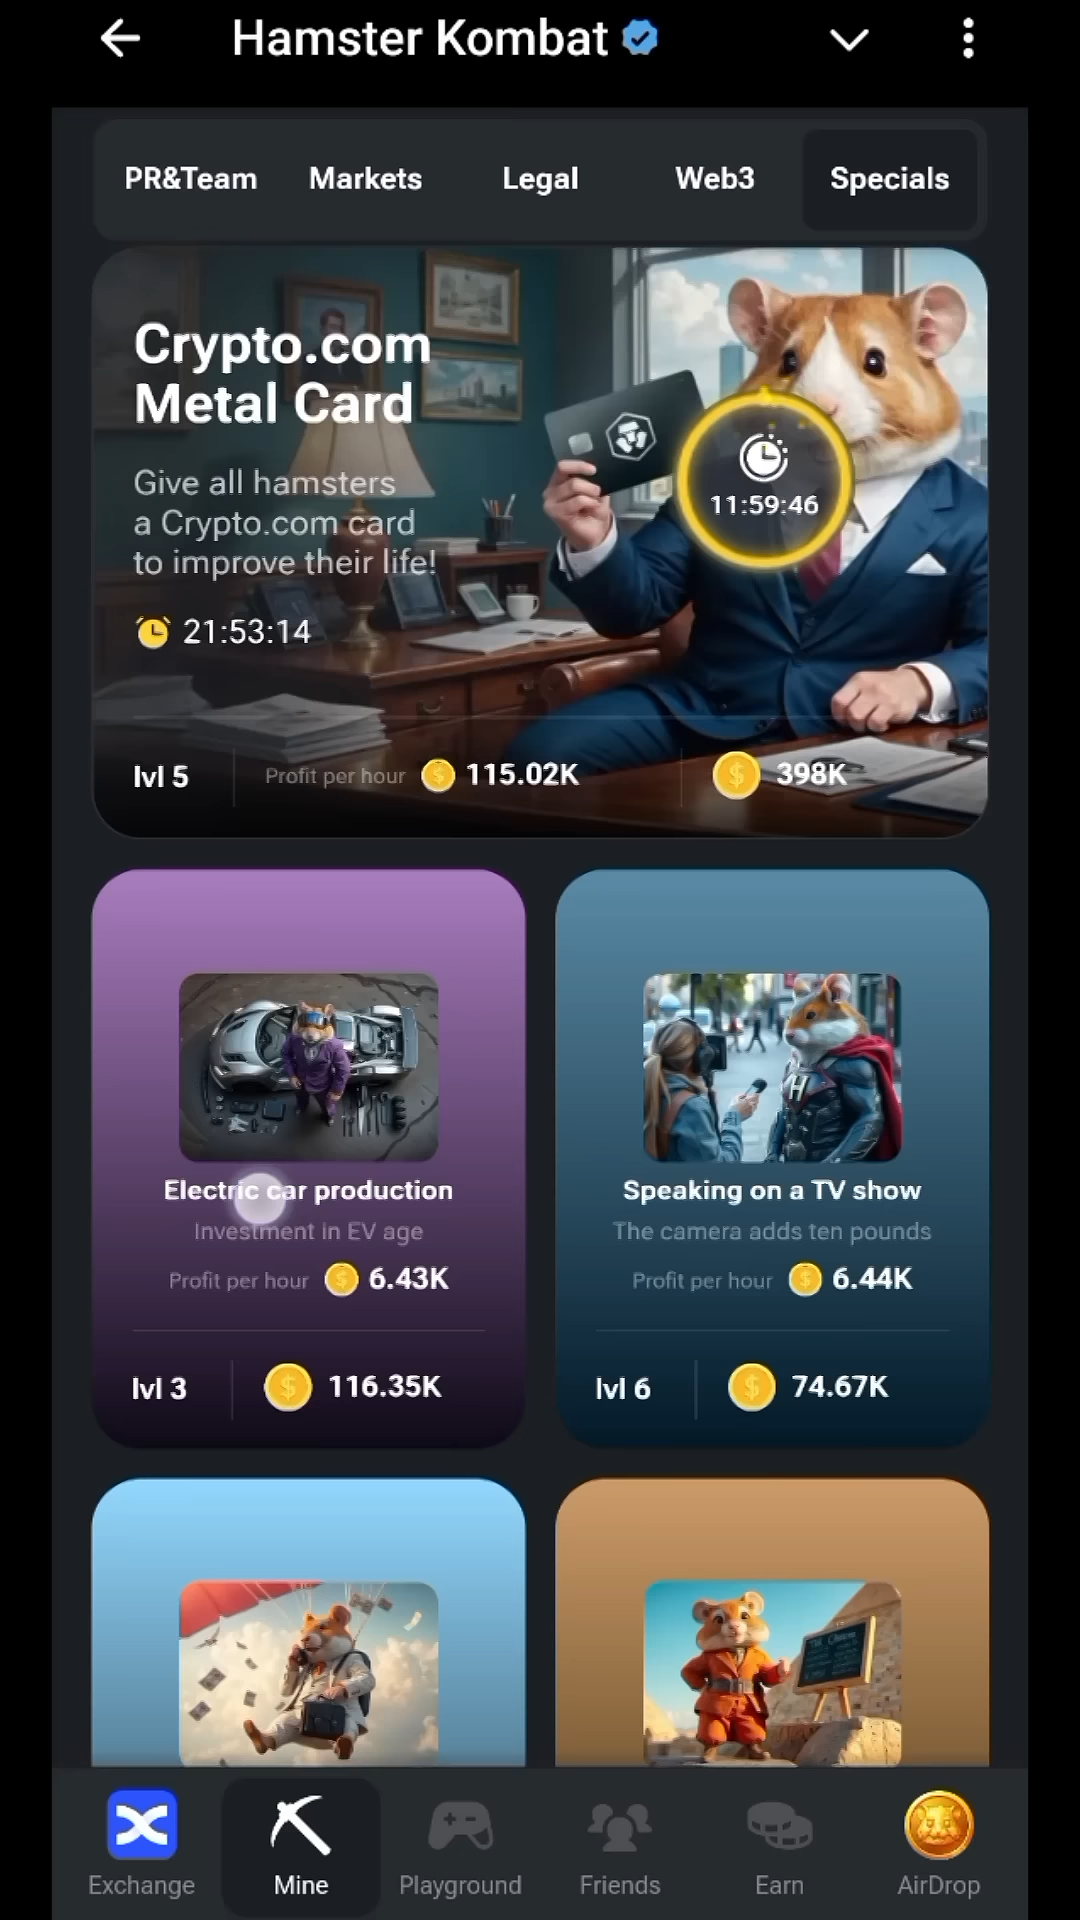 Hamster Kombat
PR&Team
Markets
Legal
Web3
Specials
Crypto.com
Metal Card
Give all hamsters
a Crypto.com card
to improve their life!
21:53:14
11:59:46
lvl 5
Profit per hour
115.02K
398K
Electric car production
Investment in EV age
Profit per hour
6.43K
lvl 3
116.35K
Speaking on a TV show
The camera adds ten pounds
Profit per hour
6.44K
lvl 6
74.67K
H
Exchange
Mine
Playground
Friends
Earn
AirDrop